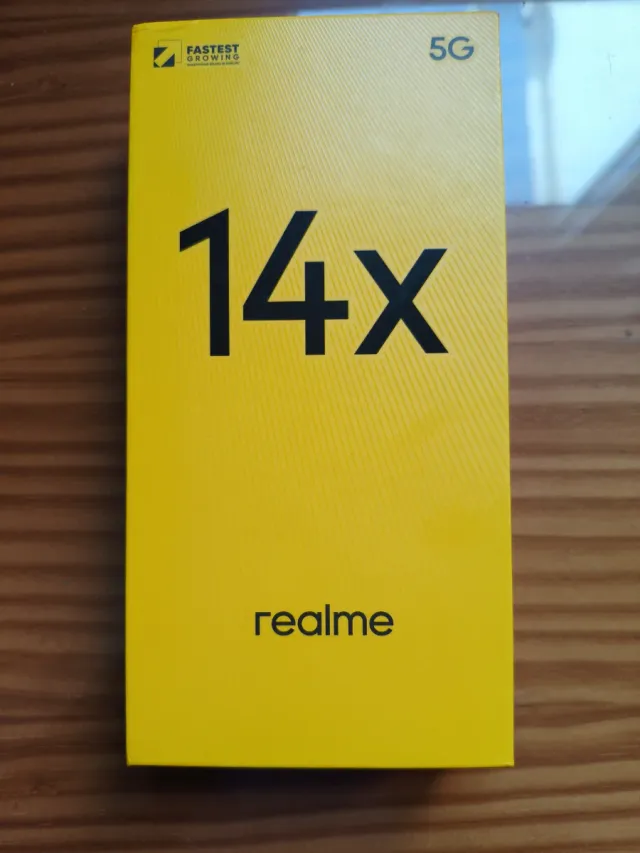 FASTEST
GROWING
5G
14x
realme